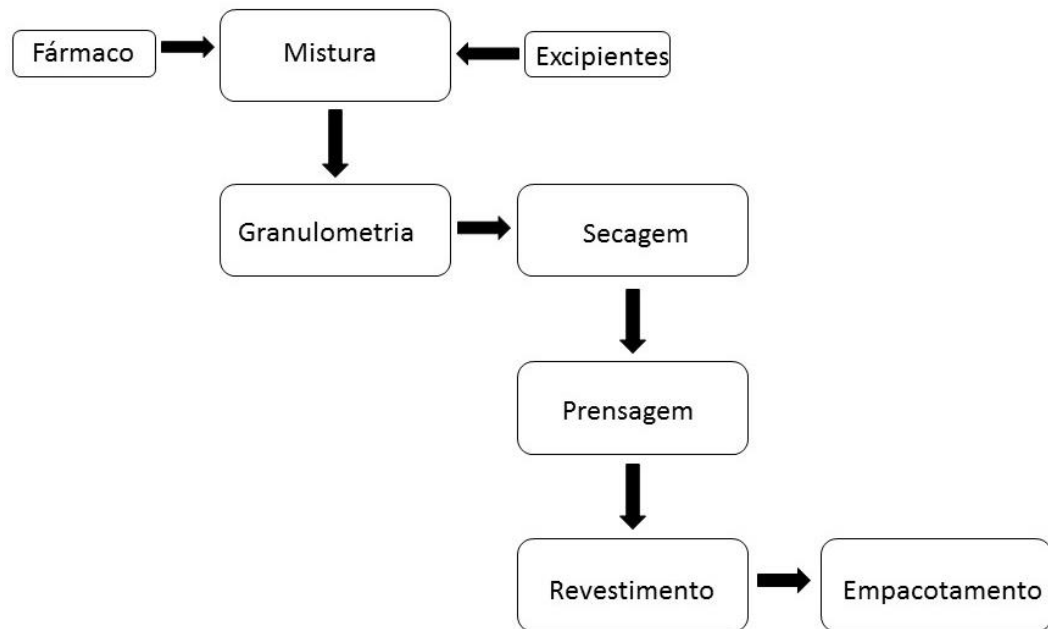 Fármaco
Mistura
Excipientes
Granulometria
Secagem
Prensagem
Revestimento
Empacotamento